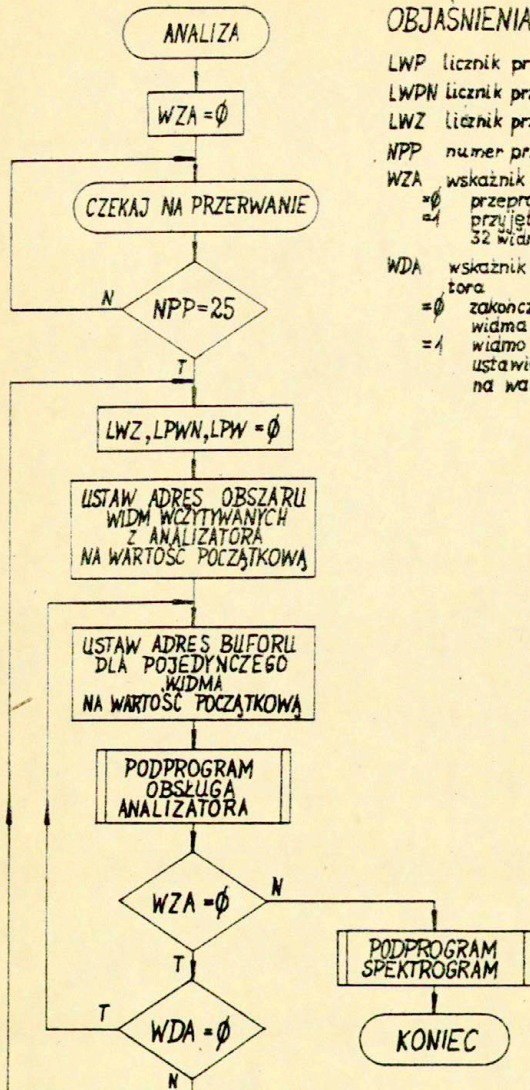 ANALIZA
WZA=Ø
CZEKAJ NA PRZERWANIE
NPP=25
N
T
LWZ, LPWN, LPW =Ø
USTAW ADRES OBSZARU
WIDM WCZYTYWANYCH
Z ANALIZATORA
NA WARTOŚĆ POCZĄTKOWĄ
USTAW ADRES BUFORU
DLA POJEDYNCZEGO
WIDMA
NA WARTOŚĆ POCZĄTKOWĄ
PODPROGRAM
OBSŁUGA
ANALIZATORA
WZA =Ø
N
T
PODPROGRAM
SPEKTROGRAM
KONIEC
WDA =Ø
T
N
OBJAŚNIENIA
LWP licznik
LWPN licznik
LWZ licznik
NPP numer
WZA wskaźnik
=Ø
=1
32
WDA wskaźnik
tora
=Ø
widma
=1 widmo
na